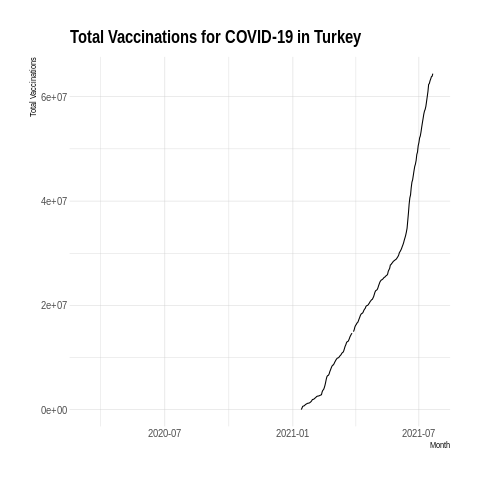 Total Vaccinations for COVID-19 in Turkey
Total Vaccinations
6e+07
4e+07
2e+07
0e+00
2020-07 2021-01 2021-07
Month